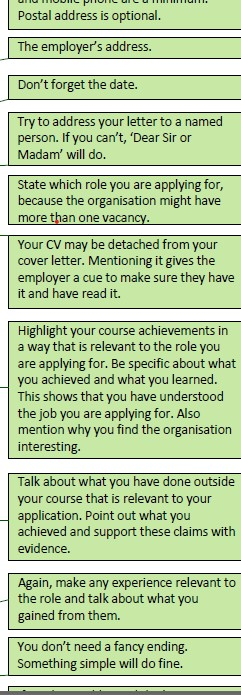 and mobile phone are a minimum.
Postal address is optional.
The employer's address.
Don't forget the date.
Try to address your letter to a named
person. If you can't, 'Dear Sir or
Madam' will do.
State which role you are applying for,
because the organisation might have
more than one vacancy.
Your CV may be detached from your
cover letter. Mentioning it gives the
employer a cue to make sure they have
it and have read it.
Highlight your course achievements in
a way that is relevant to the role you
are applying for. Be specific about what
you achieved and what you learned.
This shows that you have understood
the job you are applying for. Also
mention why you find the organisation
interesting.
Talk about what you have done outside
your course that is relevant to your
application. Point out what you
achieved and support these claims with
evidence.
Again, make any experience relevant to
the role and talk about what you
gained from them.
You don't need a fancy ending.
Something simple will do fine.